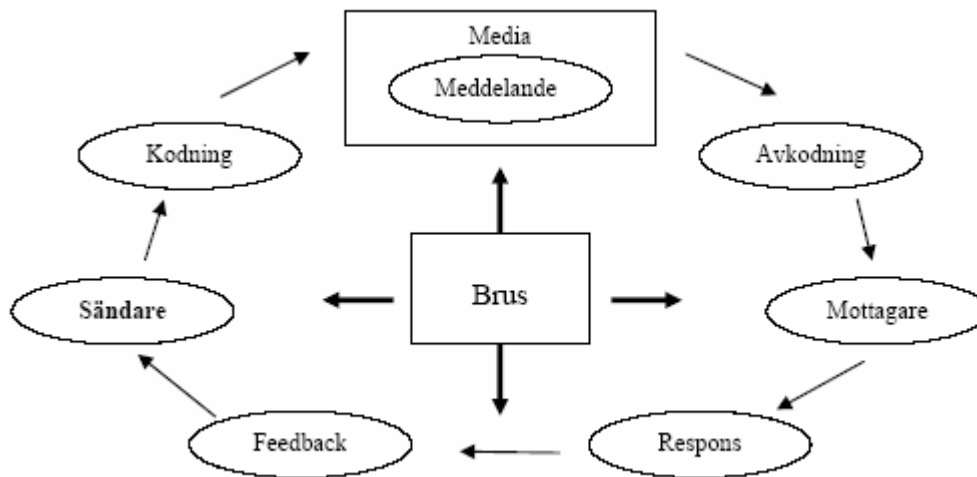 Media
Meddelande
Kodning
Avkodning
Brus
Sändare
Mottagare
Feedback
Respons